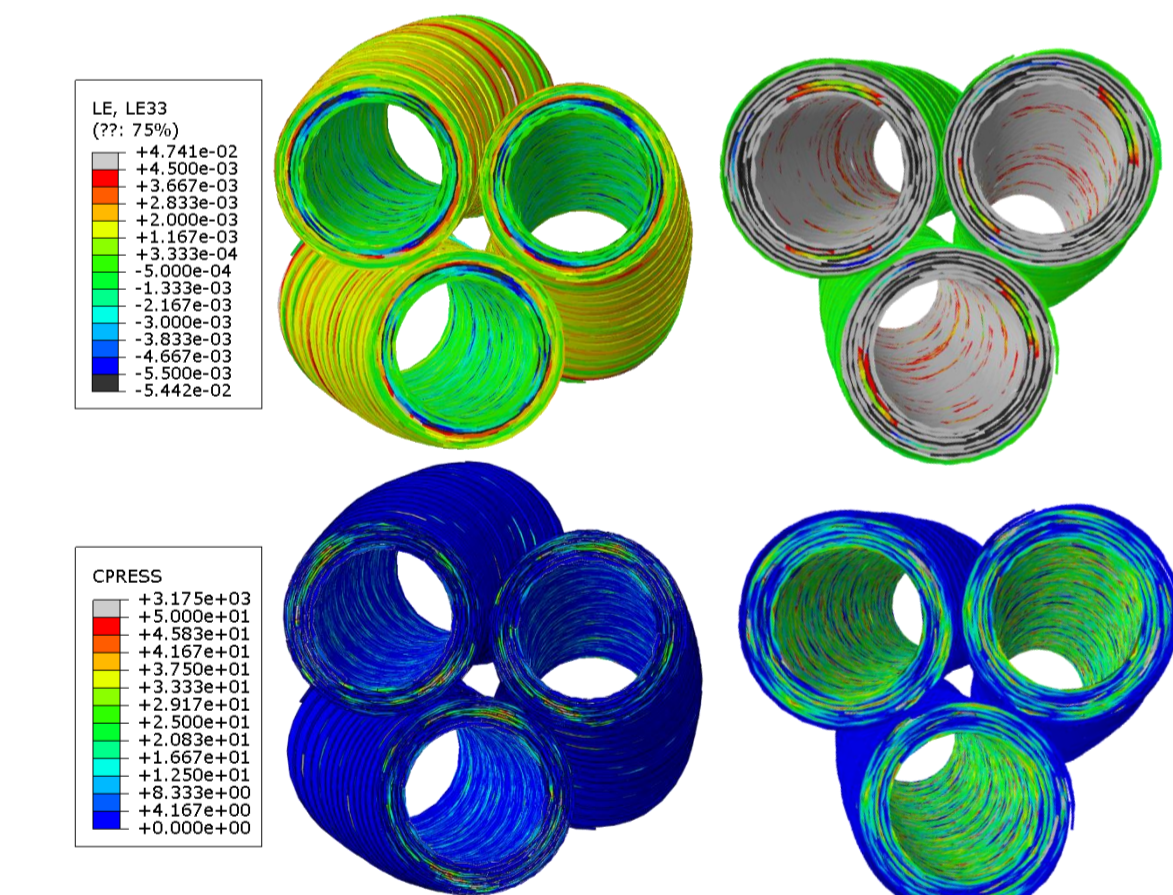 LE, LE33
(??: 75%)
+4.741e-02
+4.500e-03
+3.667e-03
+2.833e-03
+2.000e-03
+1.167e-03
+3.333e-04
-5.000e-04
-1.333e-03
-2.167e-03
-3.000e-03
-3.833e-03
-4.667e-03
-5.500e-03
-5.442e-02
CPRESS
+3.175e+03
+5.000e+01
+4.583e+01
+4.167e+01
+3.750e+01
+3.333e+01
+2.917e+01
+2.500e+01
+2.083e+01
+1.667e+01
+1.250e+01
+8.333e+00
+4.167e+00
+0.000e+00